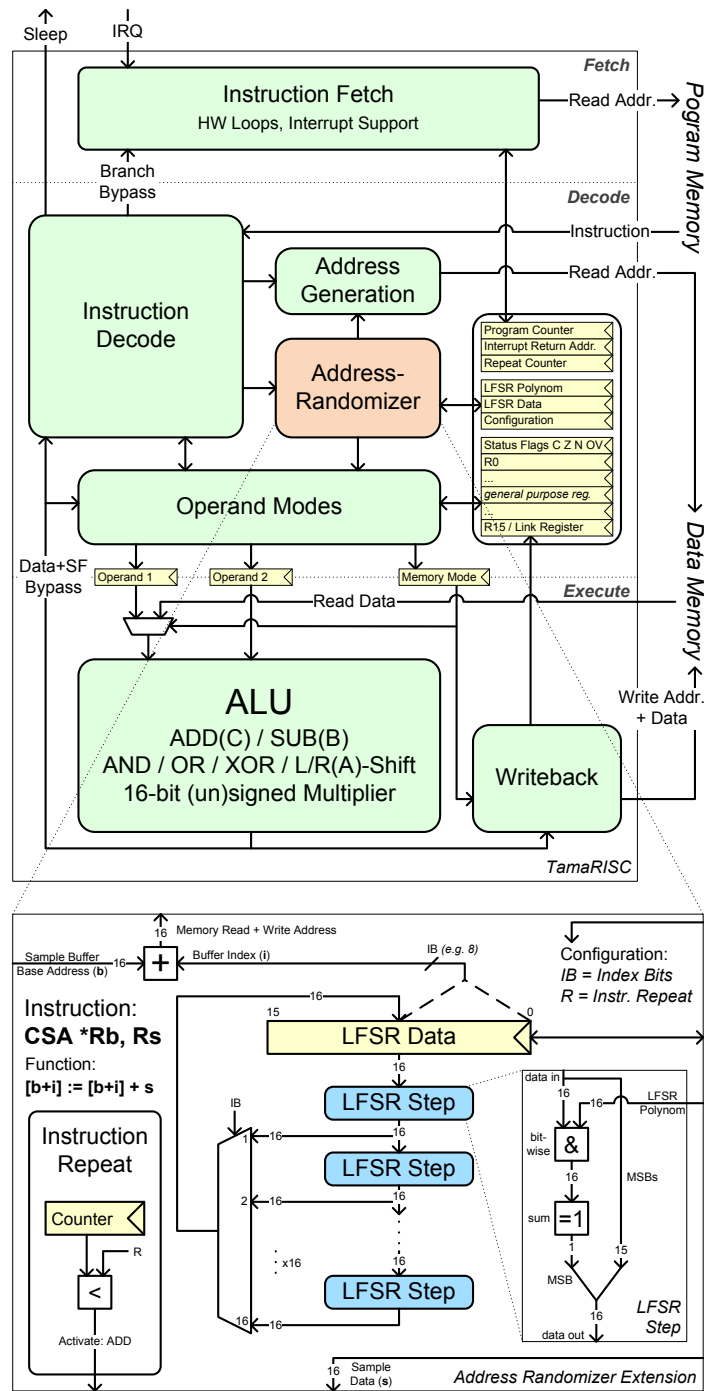 Sleep
IRQ
Fetch
Instruction Fetch
HW Loops, Interrupt Support
Read Addr.
Pogram Memory
Branch
Bypass
Decode
Instruction
Instruction
Decode
Address
Generation
Read Addr.
Address-
Randomizer
Program Counter
Interrupt Return Addr.
Repeat Counter
LFSR Polynom
LFSR Data
Configuration
Status Flags C Z N OV
R0
...
general purpose reg.
...
R15 / Link Register
Operand Modes
Data+SF
Bypass
Operand 1
Operand 2
Memory Mode
Execute
Read Data
Data Memory
ALU
ADD(C) / SUB(B)
AND / OR / XOR / L/R(A)-Shift
16-bit (un)signed Multiplier
Writeback
Write Addr.
+ Data
TamaRISC
16
Memory Read + Write Address
Sample Buffer
Base Address (b)
16
+
Buffer Index (i)
IB (e.g. 8)
Configuration:
IB = Index Bits
R = Instr. Repeat
Instruction:
CSA *Rb, Rs
Function:
[b+i] := [b+i] + s
16
15
0
LFSR Data
16
LFSR Step
16
IB
1
16
LFSR Step
16
2
16
x16
16
LFSR Step
16
16
Instruction
Repeat
Counter
R
<
Activate: ADD
data in
16
16
LFSR
Polynom
bit-
wise
&
16
MSBs
sum
=1
1
15
MSB
16
data out
LFSR
Step
16
Sample
Data (s)
Address Randomizer Extension